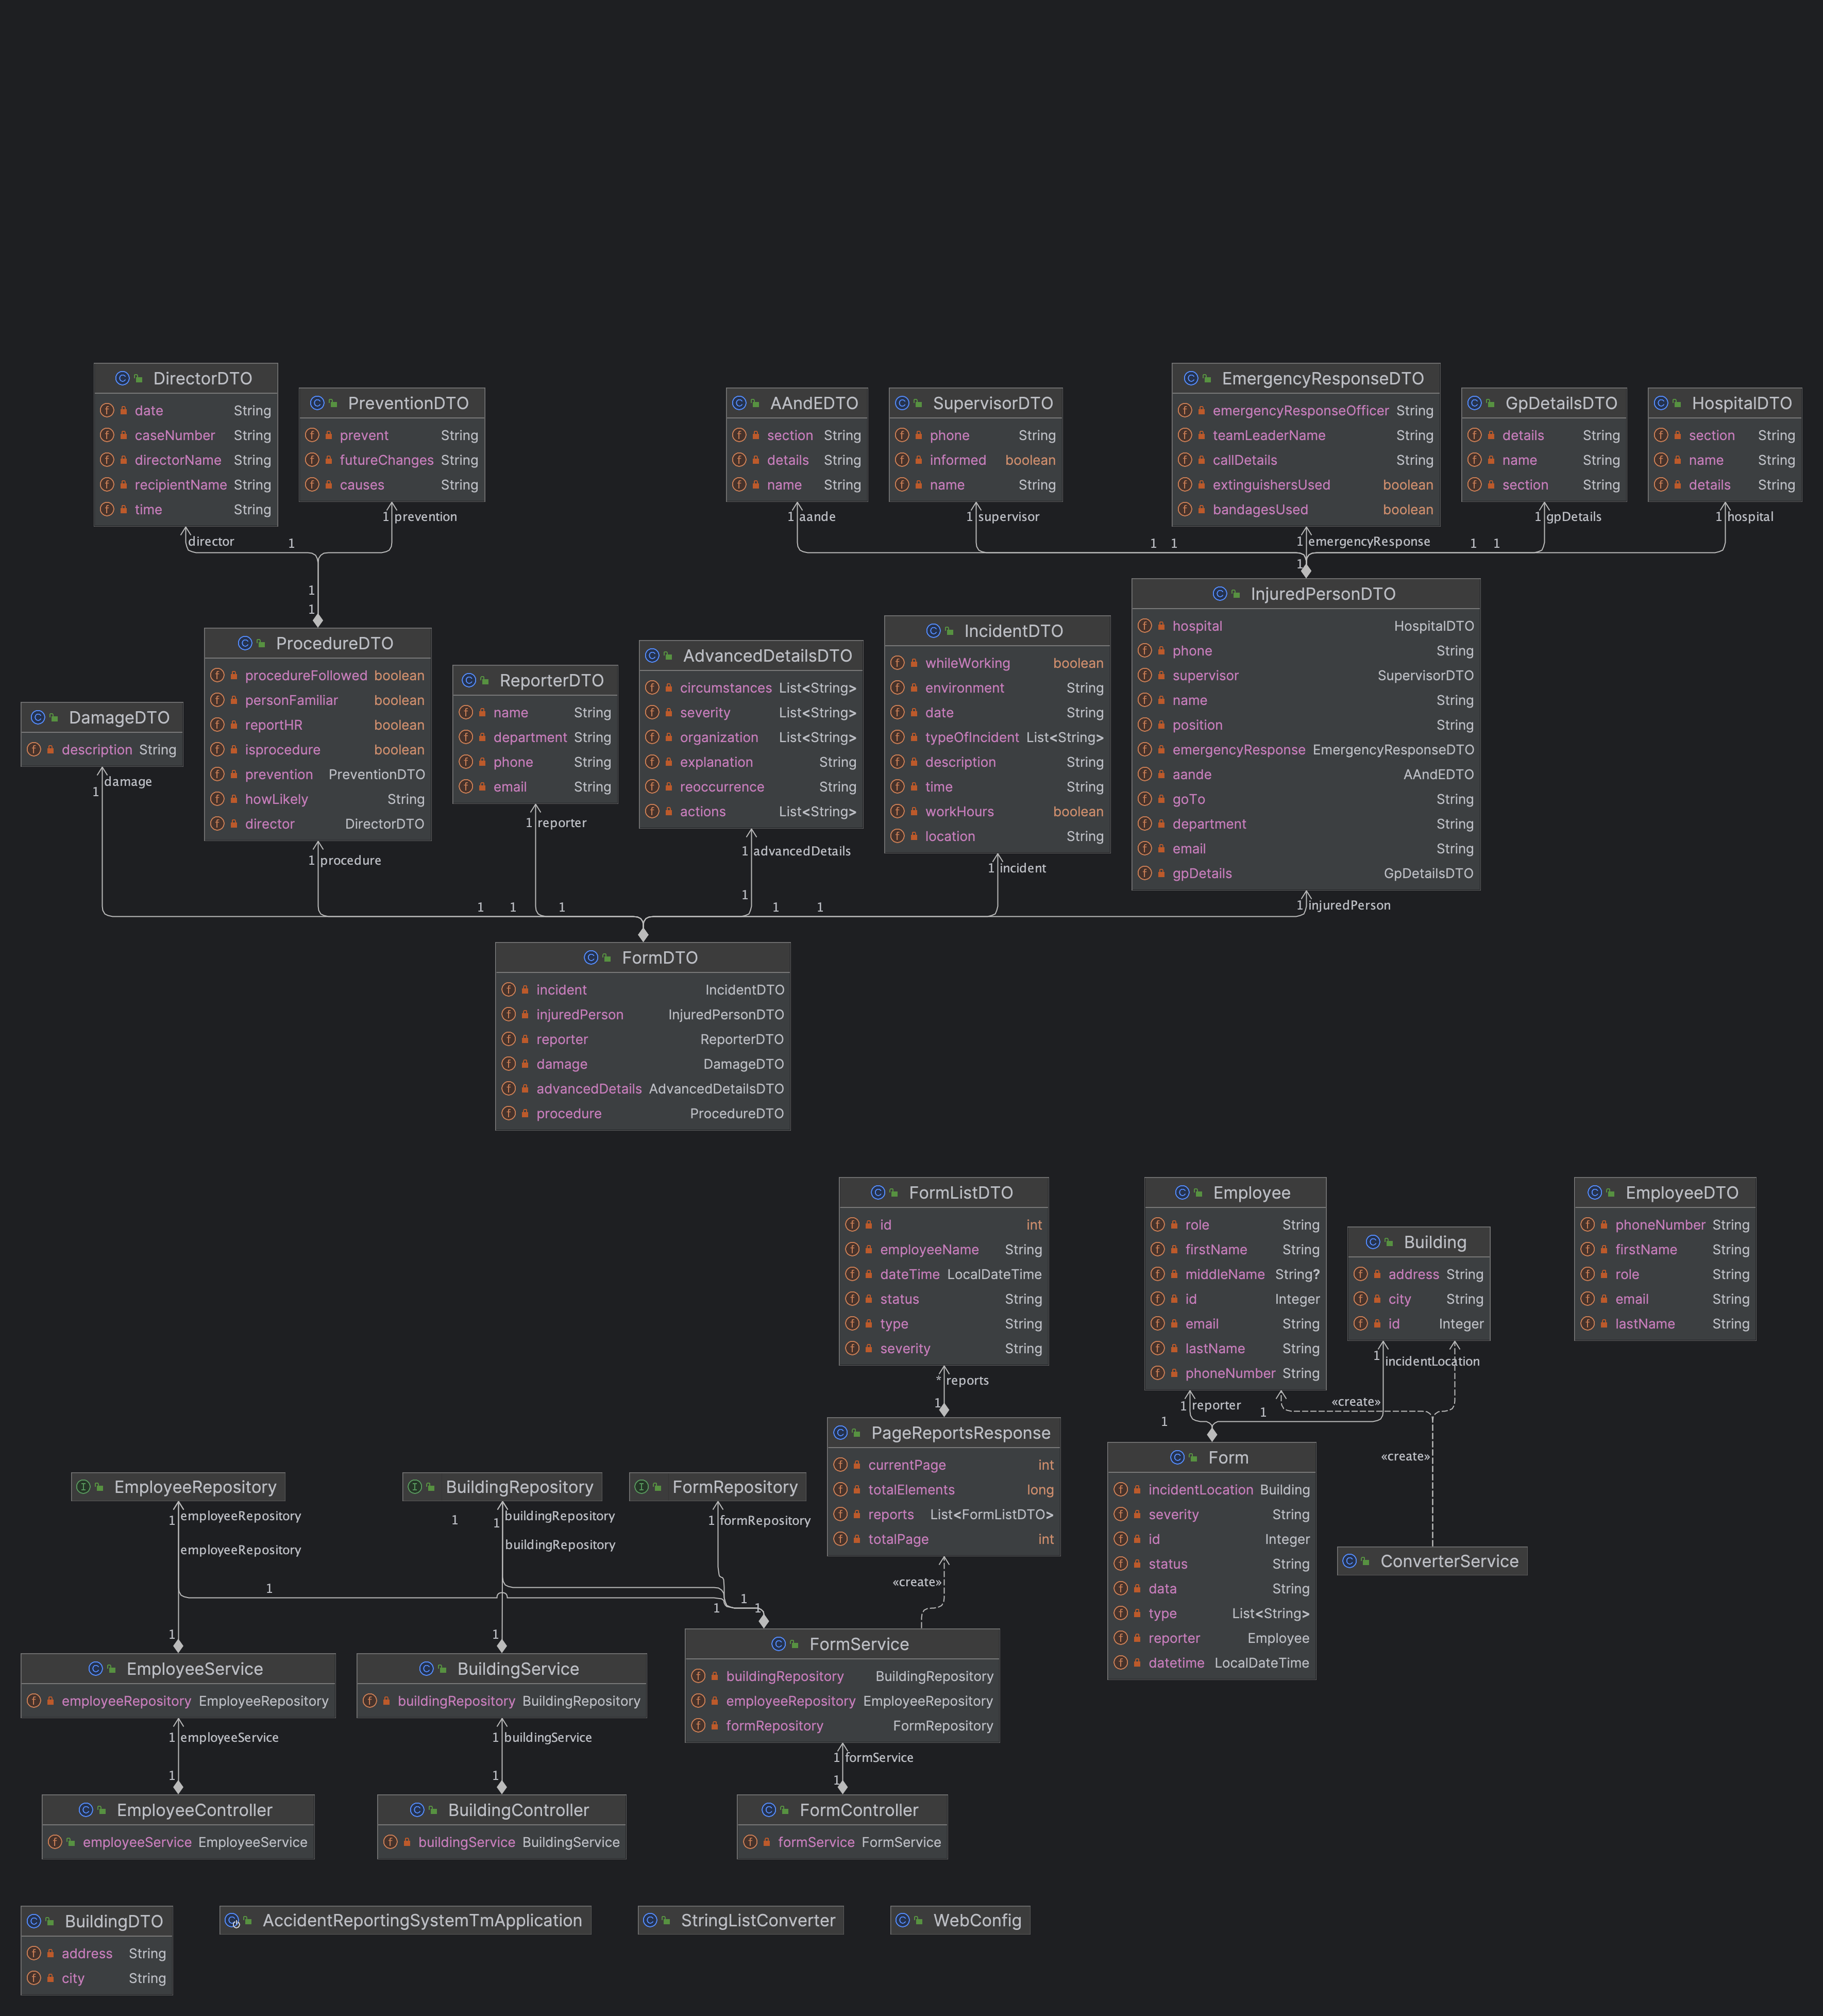 DirectorDTO
date String
caseNumber String
directorName String
recipientName String
time String
PreventionDTO
prevent String
futureChanges String
causes String
AAndEDTO
section String
details String
name String
SupervisorDTO
phone String
informed boolean
name String
EmergencyResponseDTO
emergencyResponseOfficer String
teamLeaderName String
callDetails String
extinguishersUsed boolean
bandagesUsed boolean
GpDetailsDTO
details String
name String
section String
HospitalDTO
section String
name String
details String
director
1
1 prevention
1 aande
1 supervisor
1 1
1 emergencyResponse
1 1
1 gpDetails
1 hospital
1
1
1
DamageDTO
description String
ProcedureDTO
procedureFollowed boolean
personFamiliar boolean
reportHR boolean
isprocedure boolean
prevention PreventionDTO
howLikely String
director DirectorDTO
ReporterDTO
name String
department String
phone String
email String
AdvancedDetailsDTO
circumstances List<String>
severity List<String>
organization List<String>
explanation String
reoccurrence String
actions List<String>
IncidentDTO
whileWorking boolean
environment String
date String
typeOfIncident List<String>
description String
time String
workHours boolean
location String
InjuredPersonDTO
hospital HospitalDTO
phone String
supervisor SupervisorDTO
name String
position String
emergencyResponse EmergencyResponseDTO
aande AAndEDTO
goTo String
department String
email String
gpDetails GpDetailsDTO
damage
1
1 procedure
1 reporter
1 advancedDetails
1 incident
1 injuredPerson
1
1 1 1 1 1
FormDTO
incident IncidentDTO
injuredPerson InjuredPersonDTO
reporter ReporterDTO
damage DamageDTO
advancedDetails AdvancedDetailsDTO
procedure ProcedureDTO
FormListDTO
id int
employeeName String
dateTime LocalDateTime
status String
type String
severity String
Employee
role String
firstName String
middleName String?
id Integer
email String
lastName String
phoneNumber String
Building
address String
city String
id Integer
EmployeeDTO
phoneNumber String
firstName String
role String
email String
lastName String
* reports
1
1 incidentLocation
1 reporter
«create»
1 1
«create»
PageReportsResponse
currentPage int
totalElements long
reports List<FormListDTO>
totalPage int
Form
incidentLocation Building
severity String
id Integer
status String
data String
type List<String>
reporter Employee
datetime LocalDateTime
ConverterService
EmployeeRepository
BuildingRepository
FormRepository
1 employeeRepository
employeeRepository
1
1 buildingRepository
buildingRepository
1 formRepository
«create»
1
1
1 1
1
1
EmployeeService
employeeRepository EmployeeRepository
BuildingService
buildingRepository BuildingRepository
FormService
buildingRepository BuildingRepository
employeeRepository EmployeeRepository
formRepository FormRepository
1 employeeService
1
1 buildingService
1
1 formService
1
EmployeeController
employeeService EmployeeService
BuildingController
buildingService BuildingService
FormController
formService FormService
BuildingDTO
address String
city String
AccidentReportingSystemTmApplication
StringListConverter
WebConfig